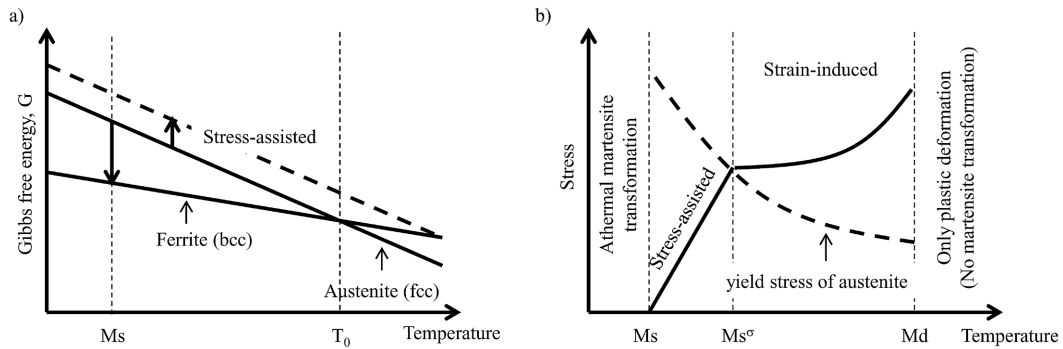 a)
Gibbs free energy, G
Stress-assisted
Ferrite (bcc)
Austenite (fcc)
Ms
T0
Temperature
b)
Stress
Athermal martensite
transformation
Stress-assisted
Strain-induced
yield stress of austenite
Only plastic deformation
(No martensite transformation)
Ms
Msσ
Md
Temperature